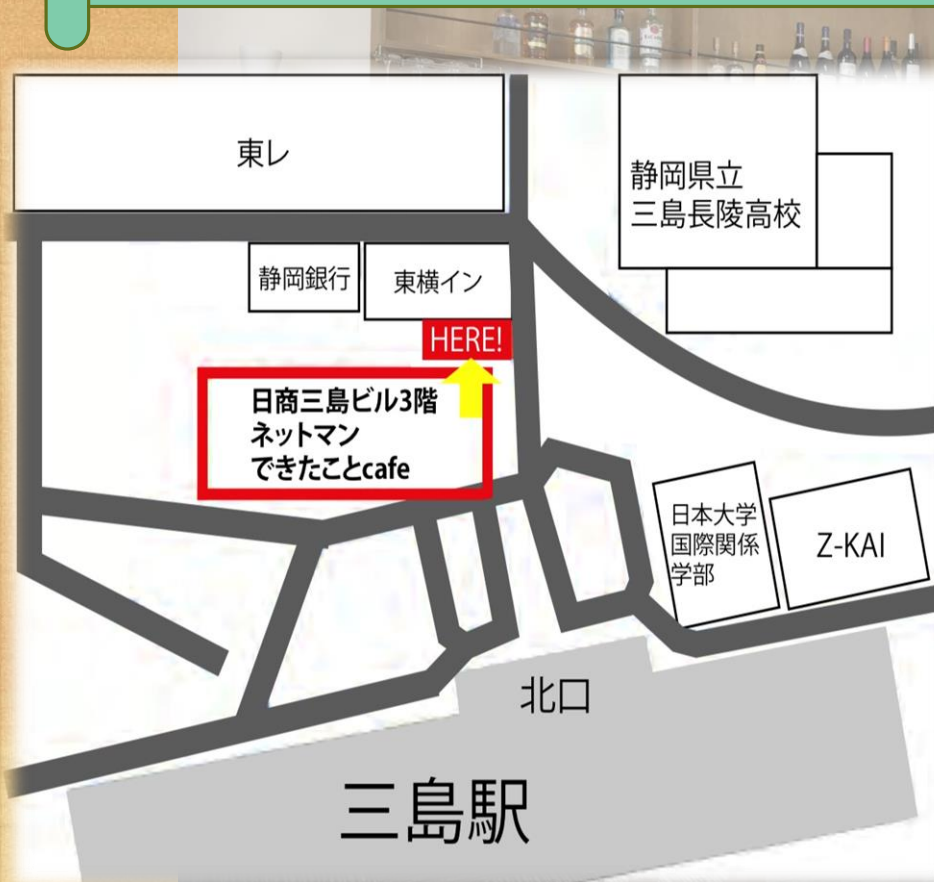 東レ
静岡県立
三島長陵高校
静岡銀行
東横イン
HERE!
日商三島ビル3階
ネットマン
できたことcafe
日本大学
国際関係
学部
Z-KAI
北口
三島駅